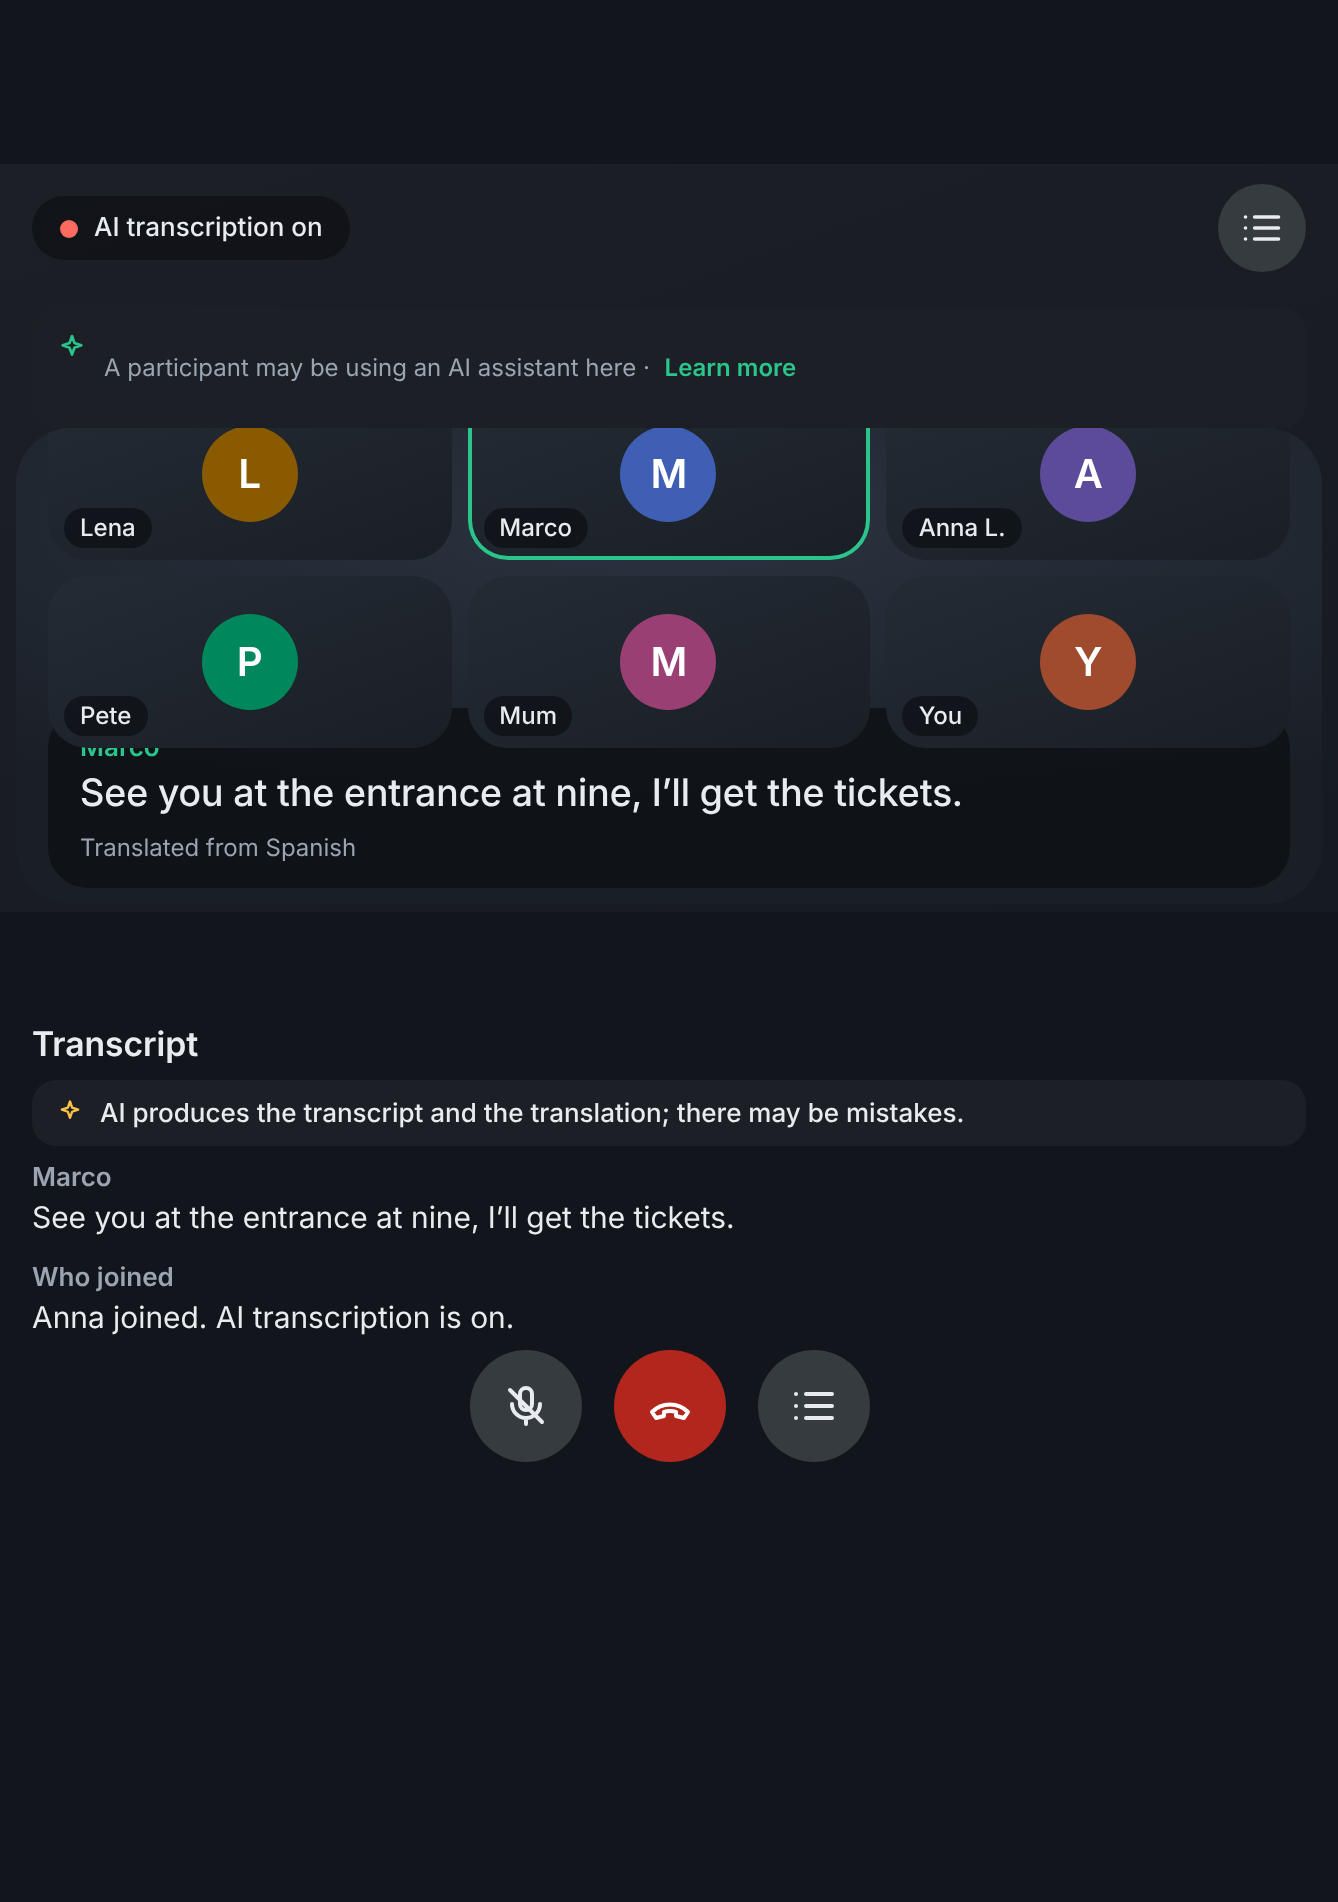 AI transcription on
A participant may be using an AI assistant here · Learn more
L
M
A
Lena
Marco
Anna L.
P
M
Y
Pete
Mum
You
Marco
See you at the entrance at nine, I’ll get the tickets.
Translated from Spanish
Transcript
AI produces the transcript and the translation; there may be mistakes.
Marco
See you at the entrance at nine, I’ll get the tickets.
Who joined
Anna joined. AI transcription is on.